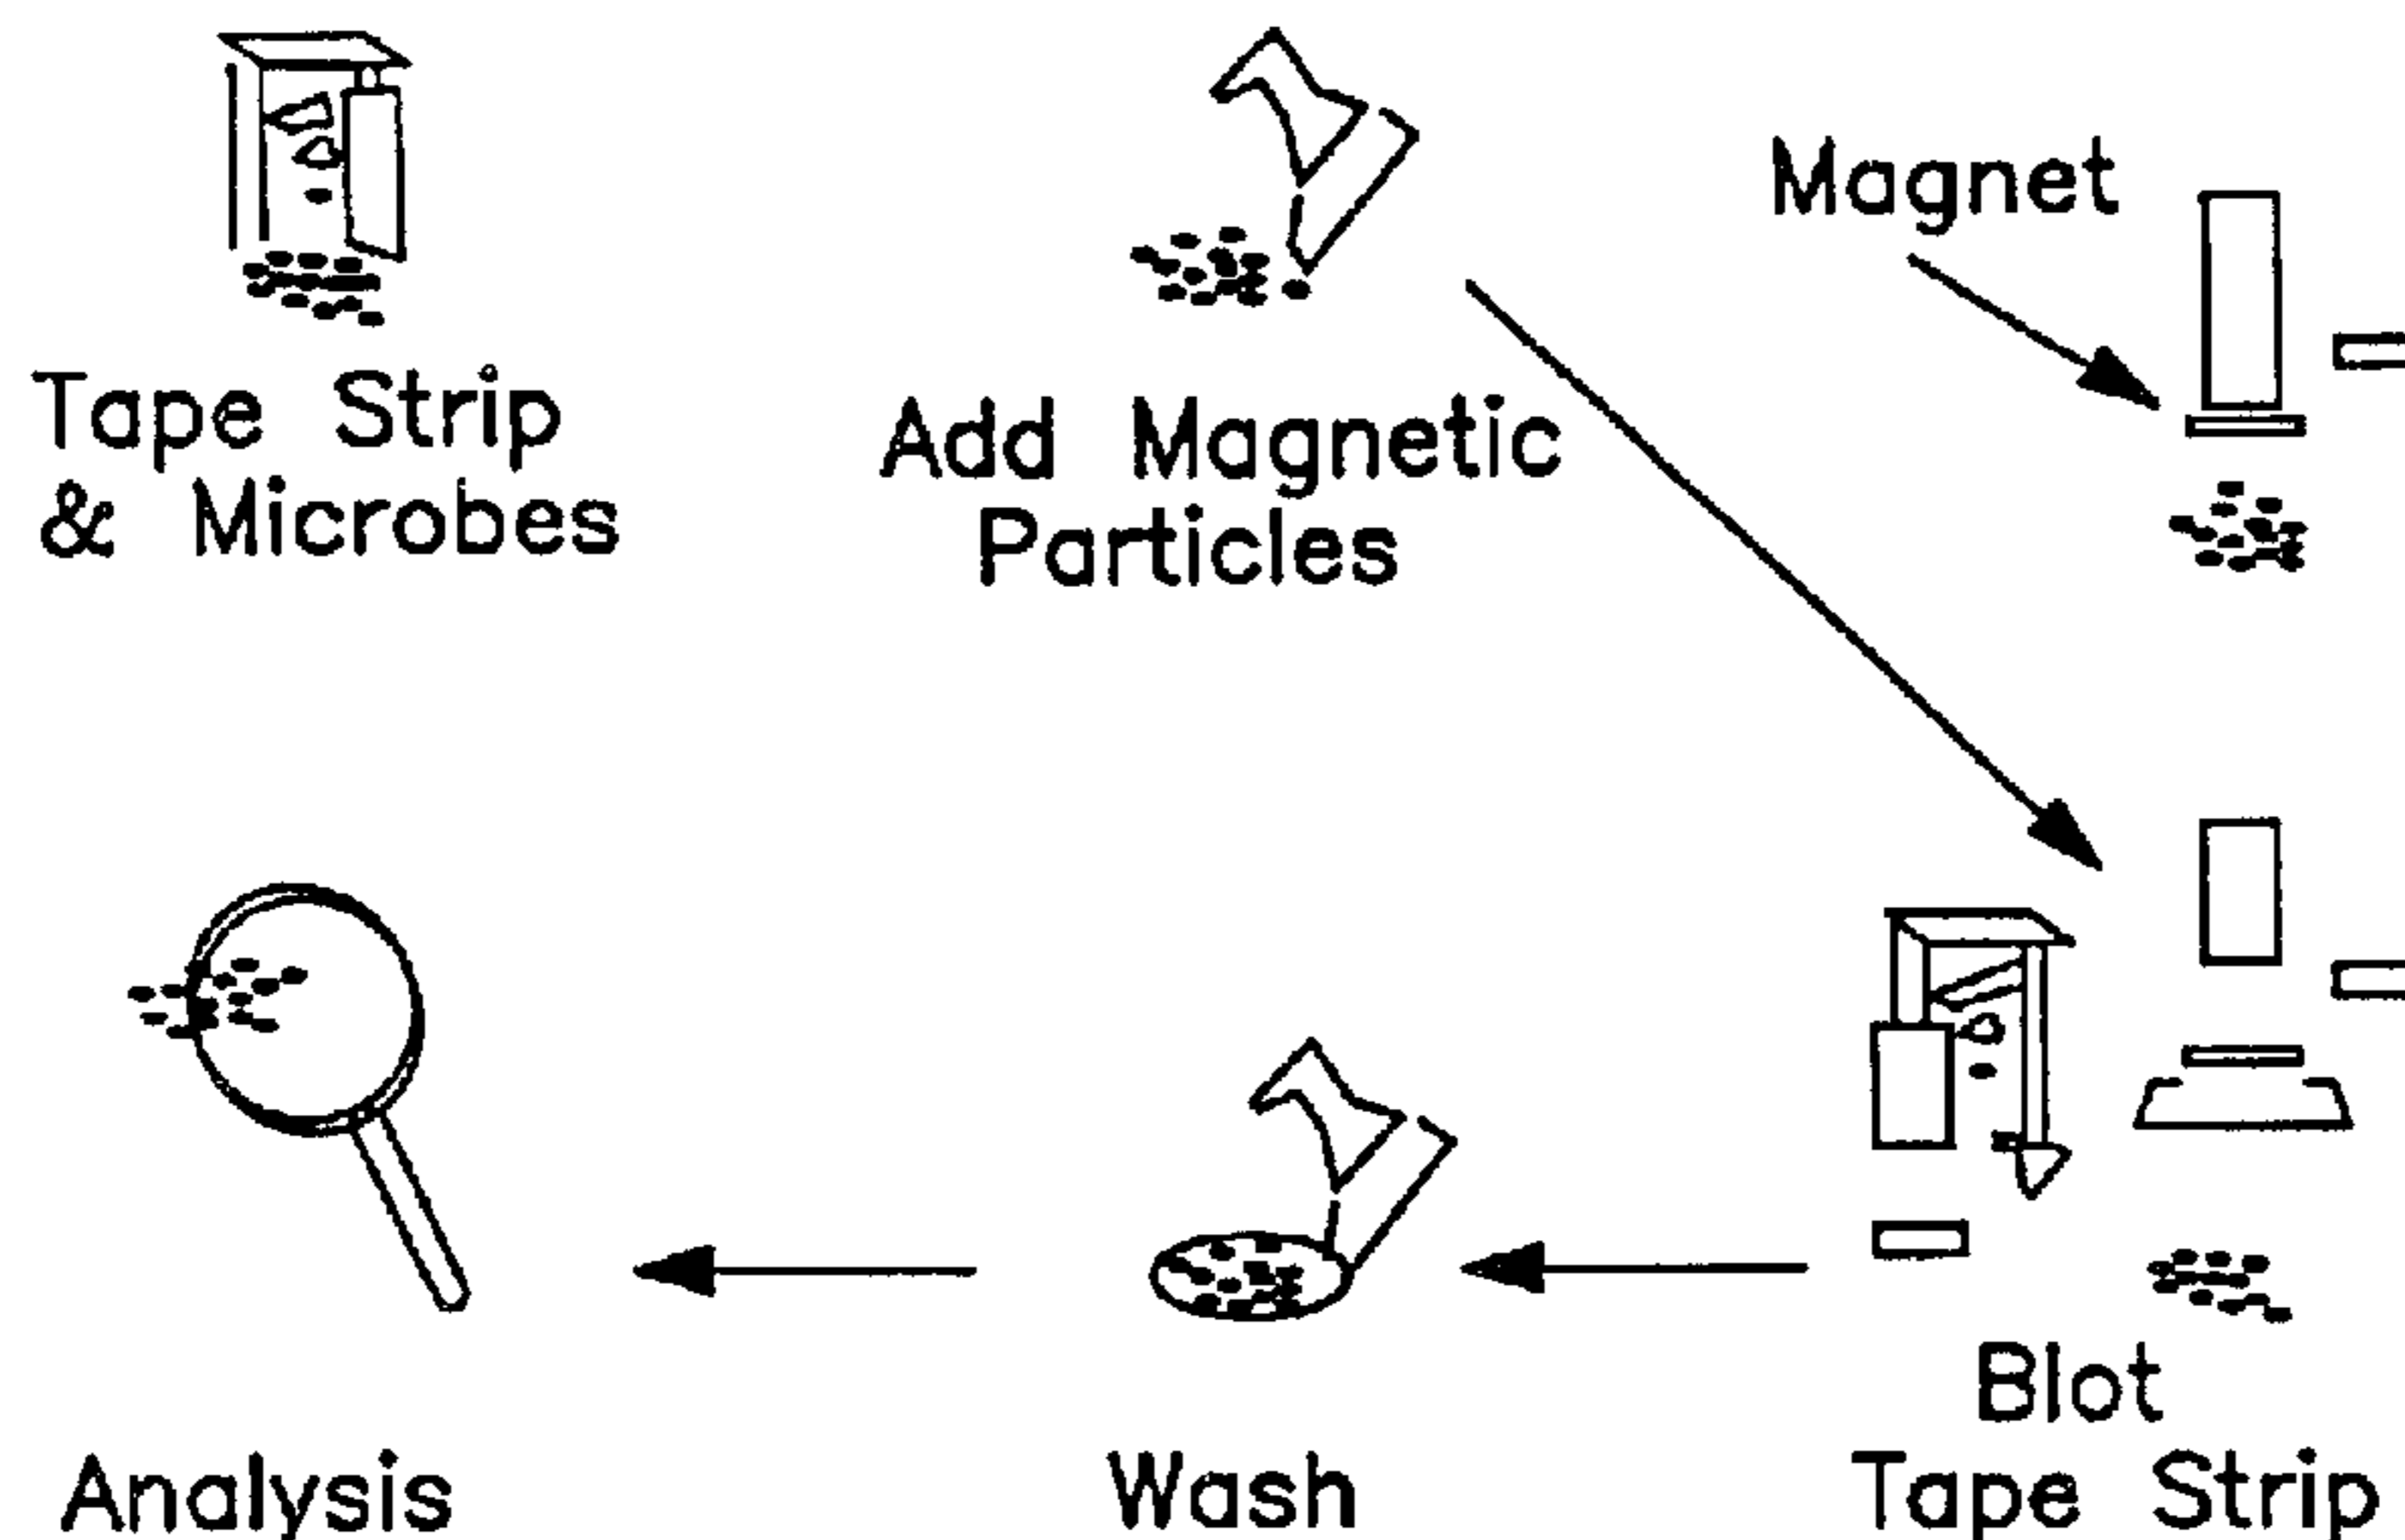 Tape Strip
& Microbes
Add Magnetic
Particles
Magnet
Analysis
Wash
Blot
Tape Strip